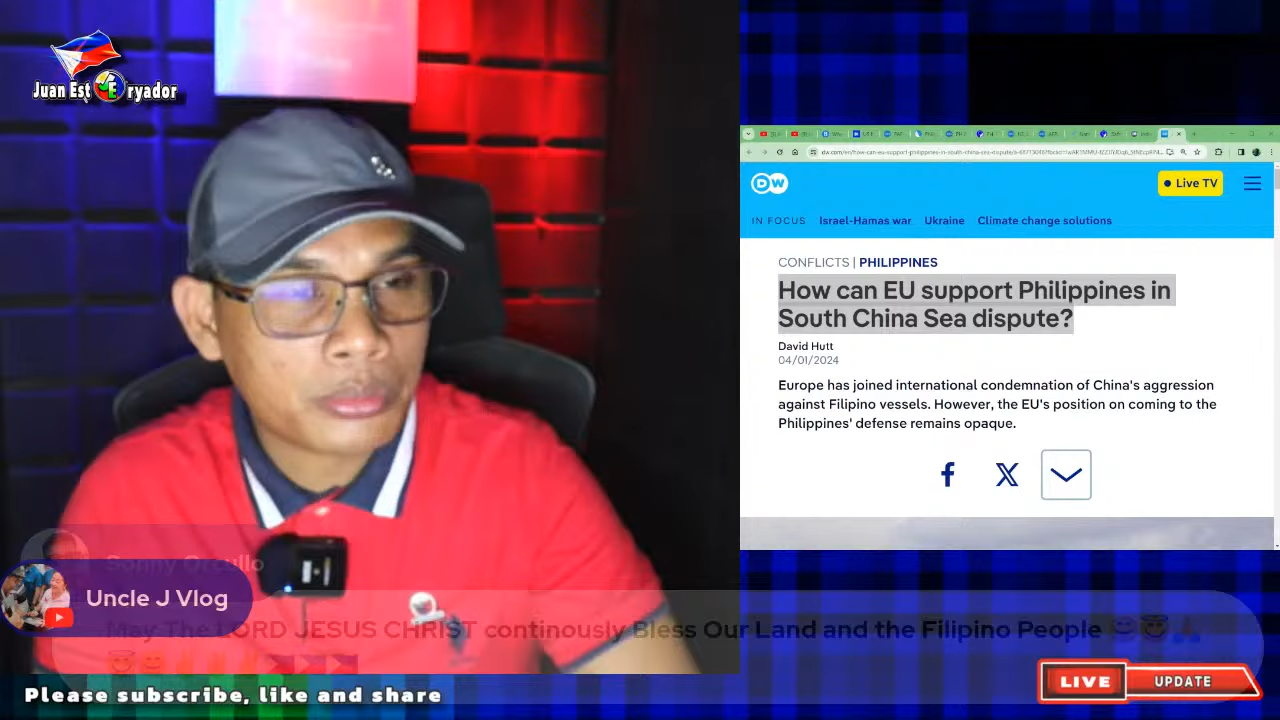 Juan Est E ryador
DW
Live TV
IN FOCUS Israel-Hamas war Ukraine Climate change solutions
CONFLICTS | PHILIPPINES
How can EU support Philippines in
South China Sea dispute?
David Hutt
04/01/2024
Europe has joined international condemnation of China's aggression
against Filipino vessels. However, the EU's position on coming to the
Philippines' defense remains opaque.
Sonny Orcullo
Uncle J Vlog
May The LORD JESUS CHRIST continously Bless Our Land and the Filipino People
Please subscribe, like and share
LIVE UPDATE